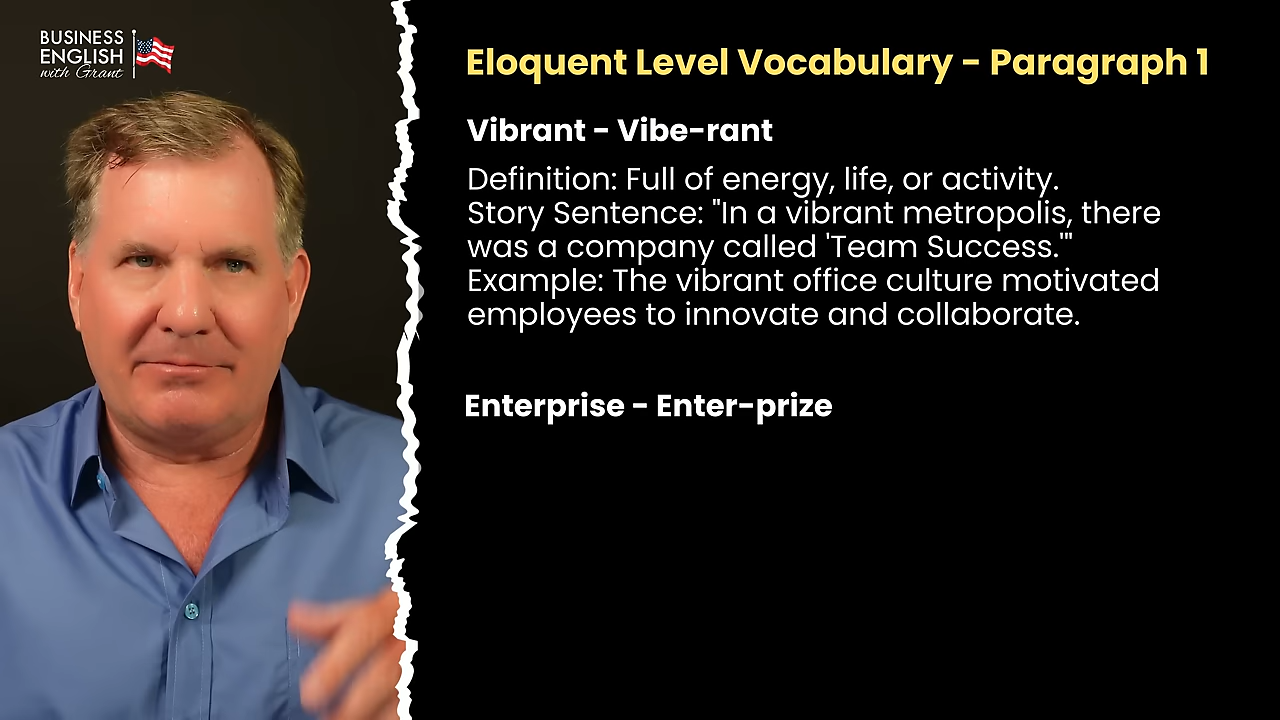 BUSINESS
ENGLISH
with Grant
Eloquent Level Vocabulary - Paragraph 1
Vibrant - Vibe-rant
Definition: Full of energy, life, or activity.
Story Sentence: "In a vibrant metropolis, there
was a company called 'Team Success.'"
Example: The vibrant office culture motivated
employees to innovate and collaborate.
Enterprise - Enter-prize